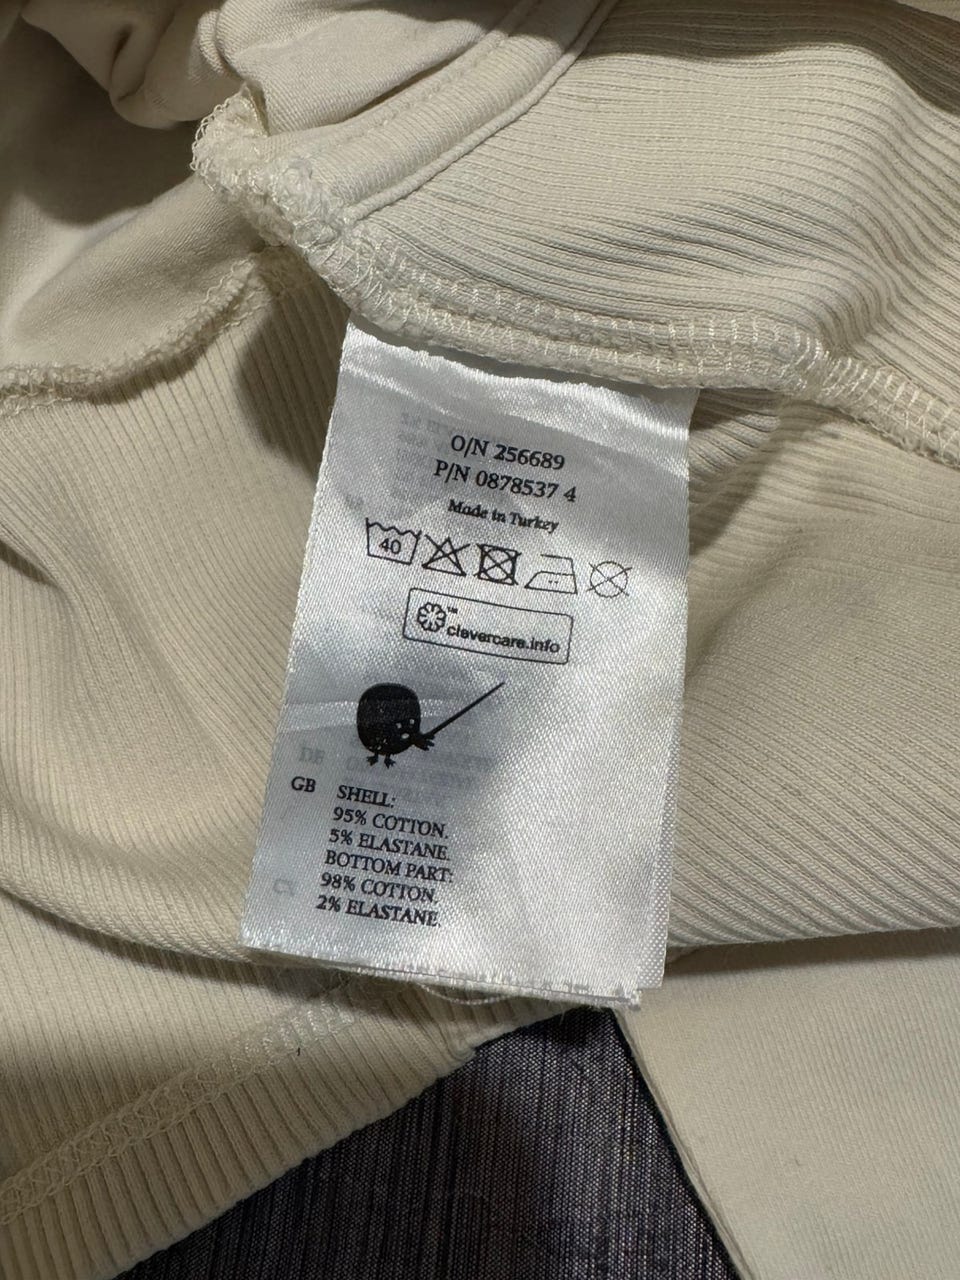 O/N 256689
P/N 0878537 4
Made in Turkey
40
clevercare.info
DE
GB SHELL:
95% COTTON.
5% ELASTANE.
BOTTOM PART:
98% COTTON.
2% ELASTANE.